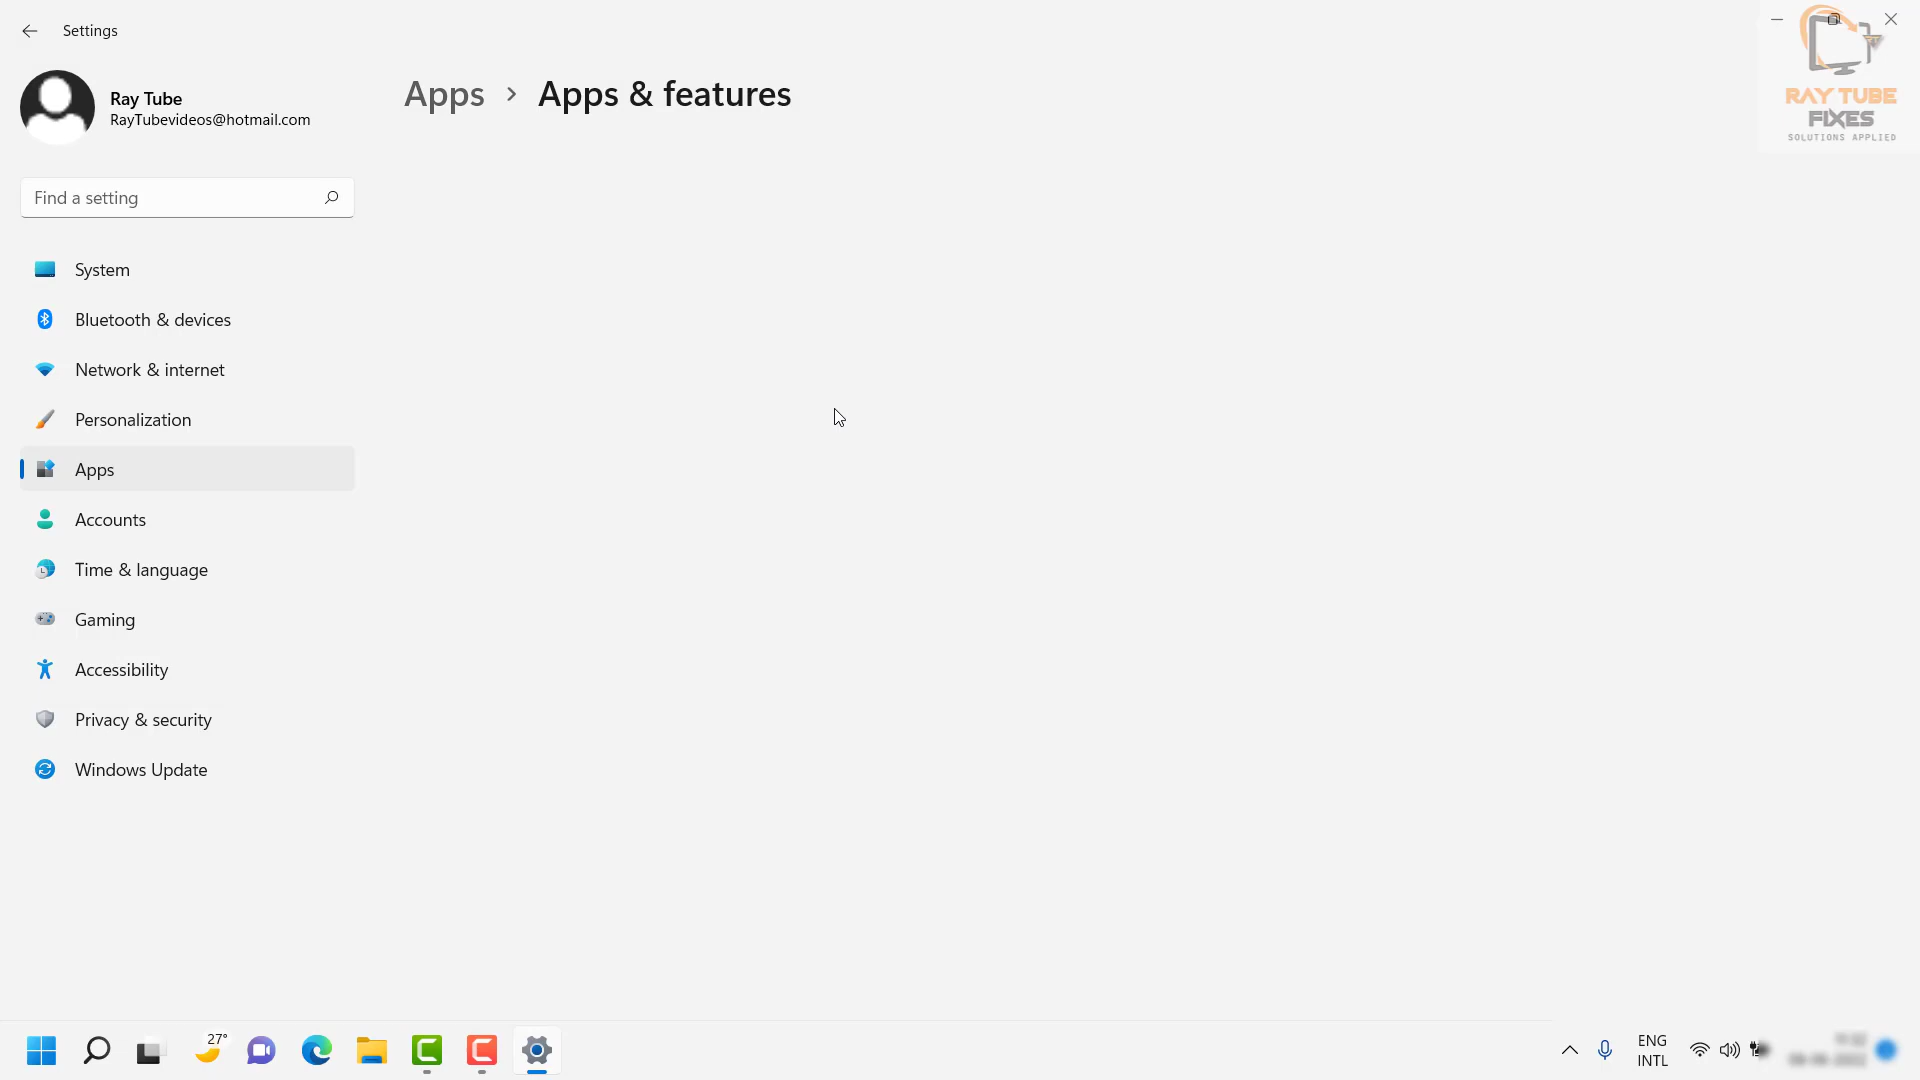 Settings
Ray Tube
RayTubevideos@hotmail.com
Apps > Apps & features
RAY TUBE
FIXES
SOLUTIONS APPLIED
Find a setting
System
Bluetooth & devices
Network & internet
Personalization
Apps
Accounts
Time & language
Gaming
Accessibility
Privacy & security
Windows Update
27°
ENG
INTL